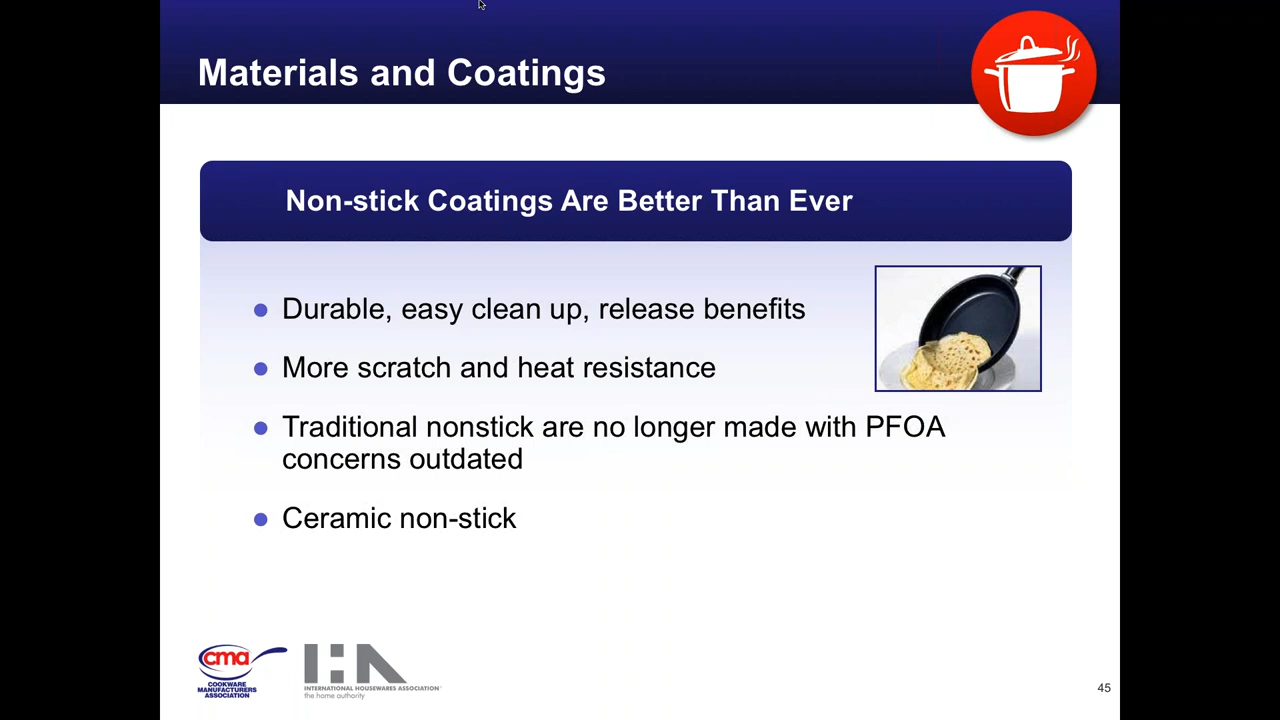 Materials and Coatings
Non-stick Coatings Are Better Than Ever
Durable, easy clean up, release benefits
More scratch and heat resistance
Traditional nonstick are no longer made with PFOA
concerns outdated
Ceramic non-stick
cma
COOKWARE
MANUFACTURERS
ASSOCIATION
IHA
INTERNATIONAL HOUSEWARES ASSOCIATION
the home authority
45